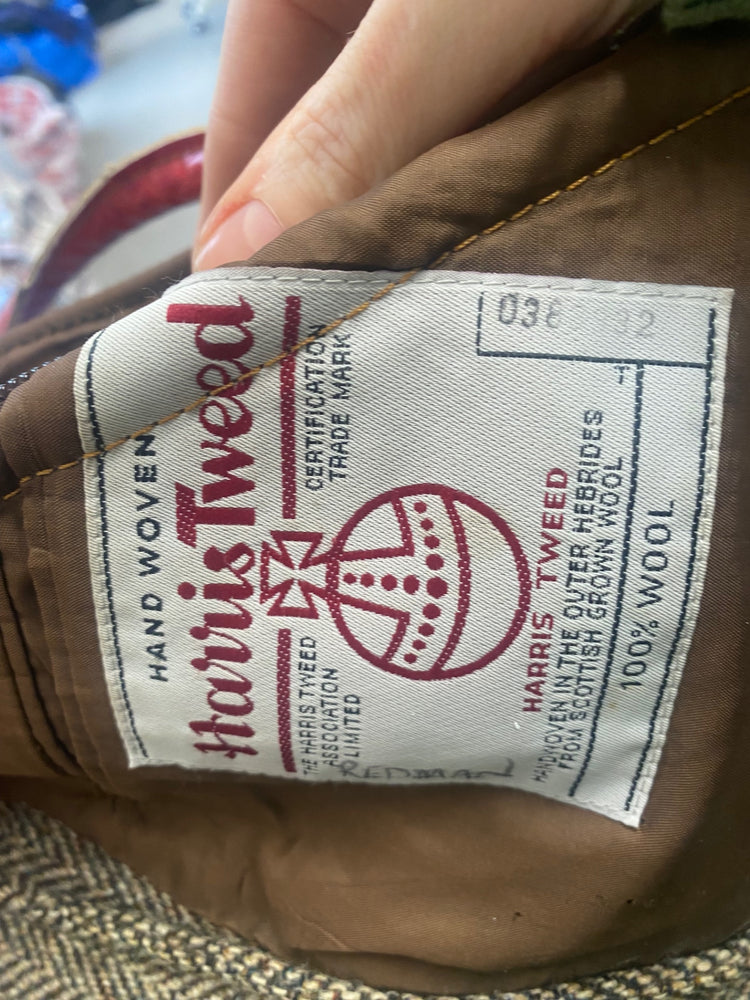 HAND WOVEN
Harris Tweed
CERTIFICATION
TRADE MARK
THE HARRIS TWEED
ASSOCIATION
LIMITED
REDMAN
HARRIS TWEED
HANDWOVEN IN THE OUTER HEBRIDES
FROM SCOTTISH GROWN WOOL
100% WOOL